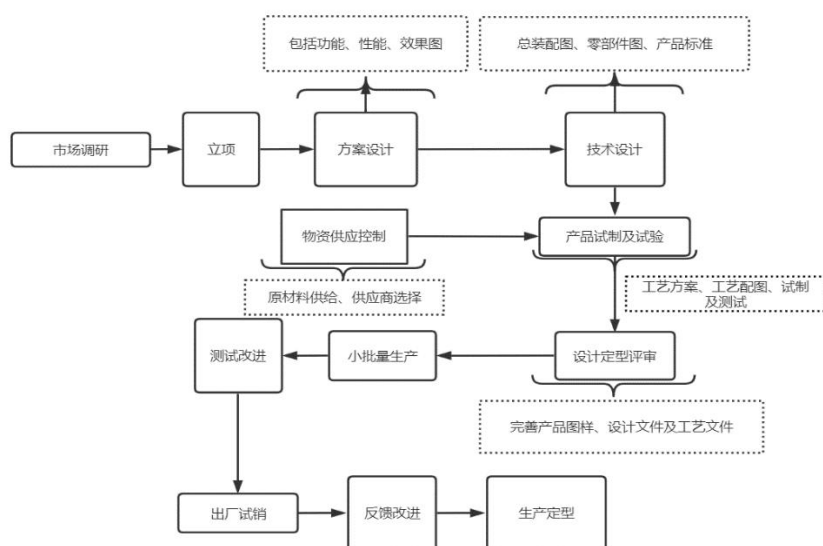 包括功能、性能、效果图
总装配图、零部件图、产品标准
市场调研
立项
方案设计
技术设计
物资供应控制
产品试制及试验
原材料供给、供应商选择
工艺方案、工艺配图、试制
及测试
测试改进
小批量生产
设计定型评审
完善产品图样、设计文件及工艺文件
出厂试销
反馈改进
生产定型